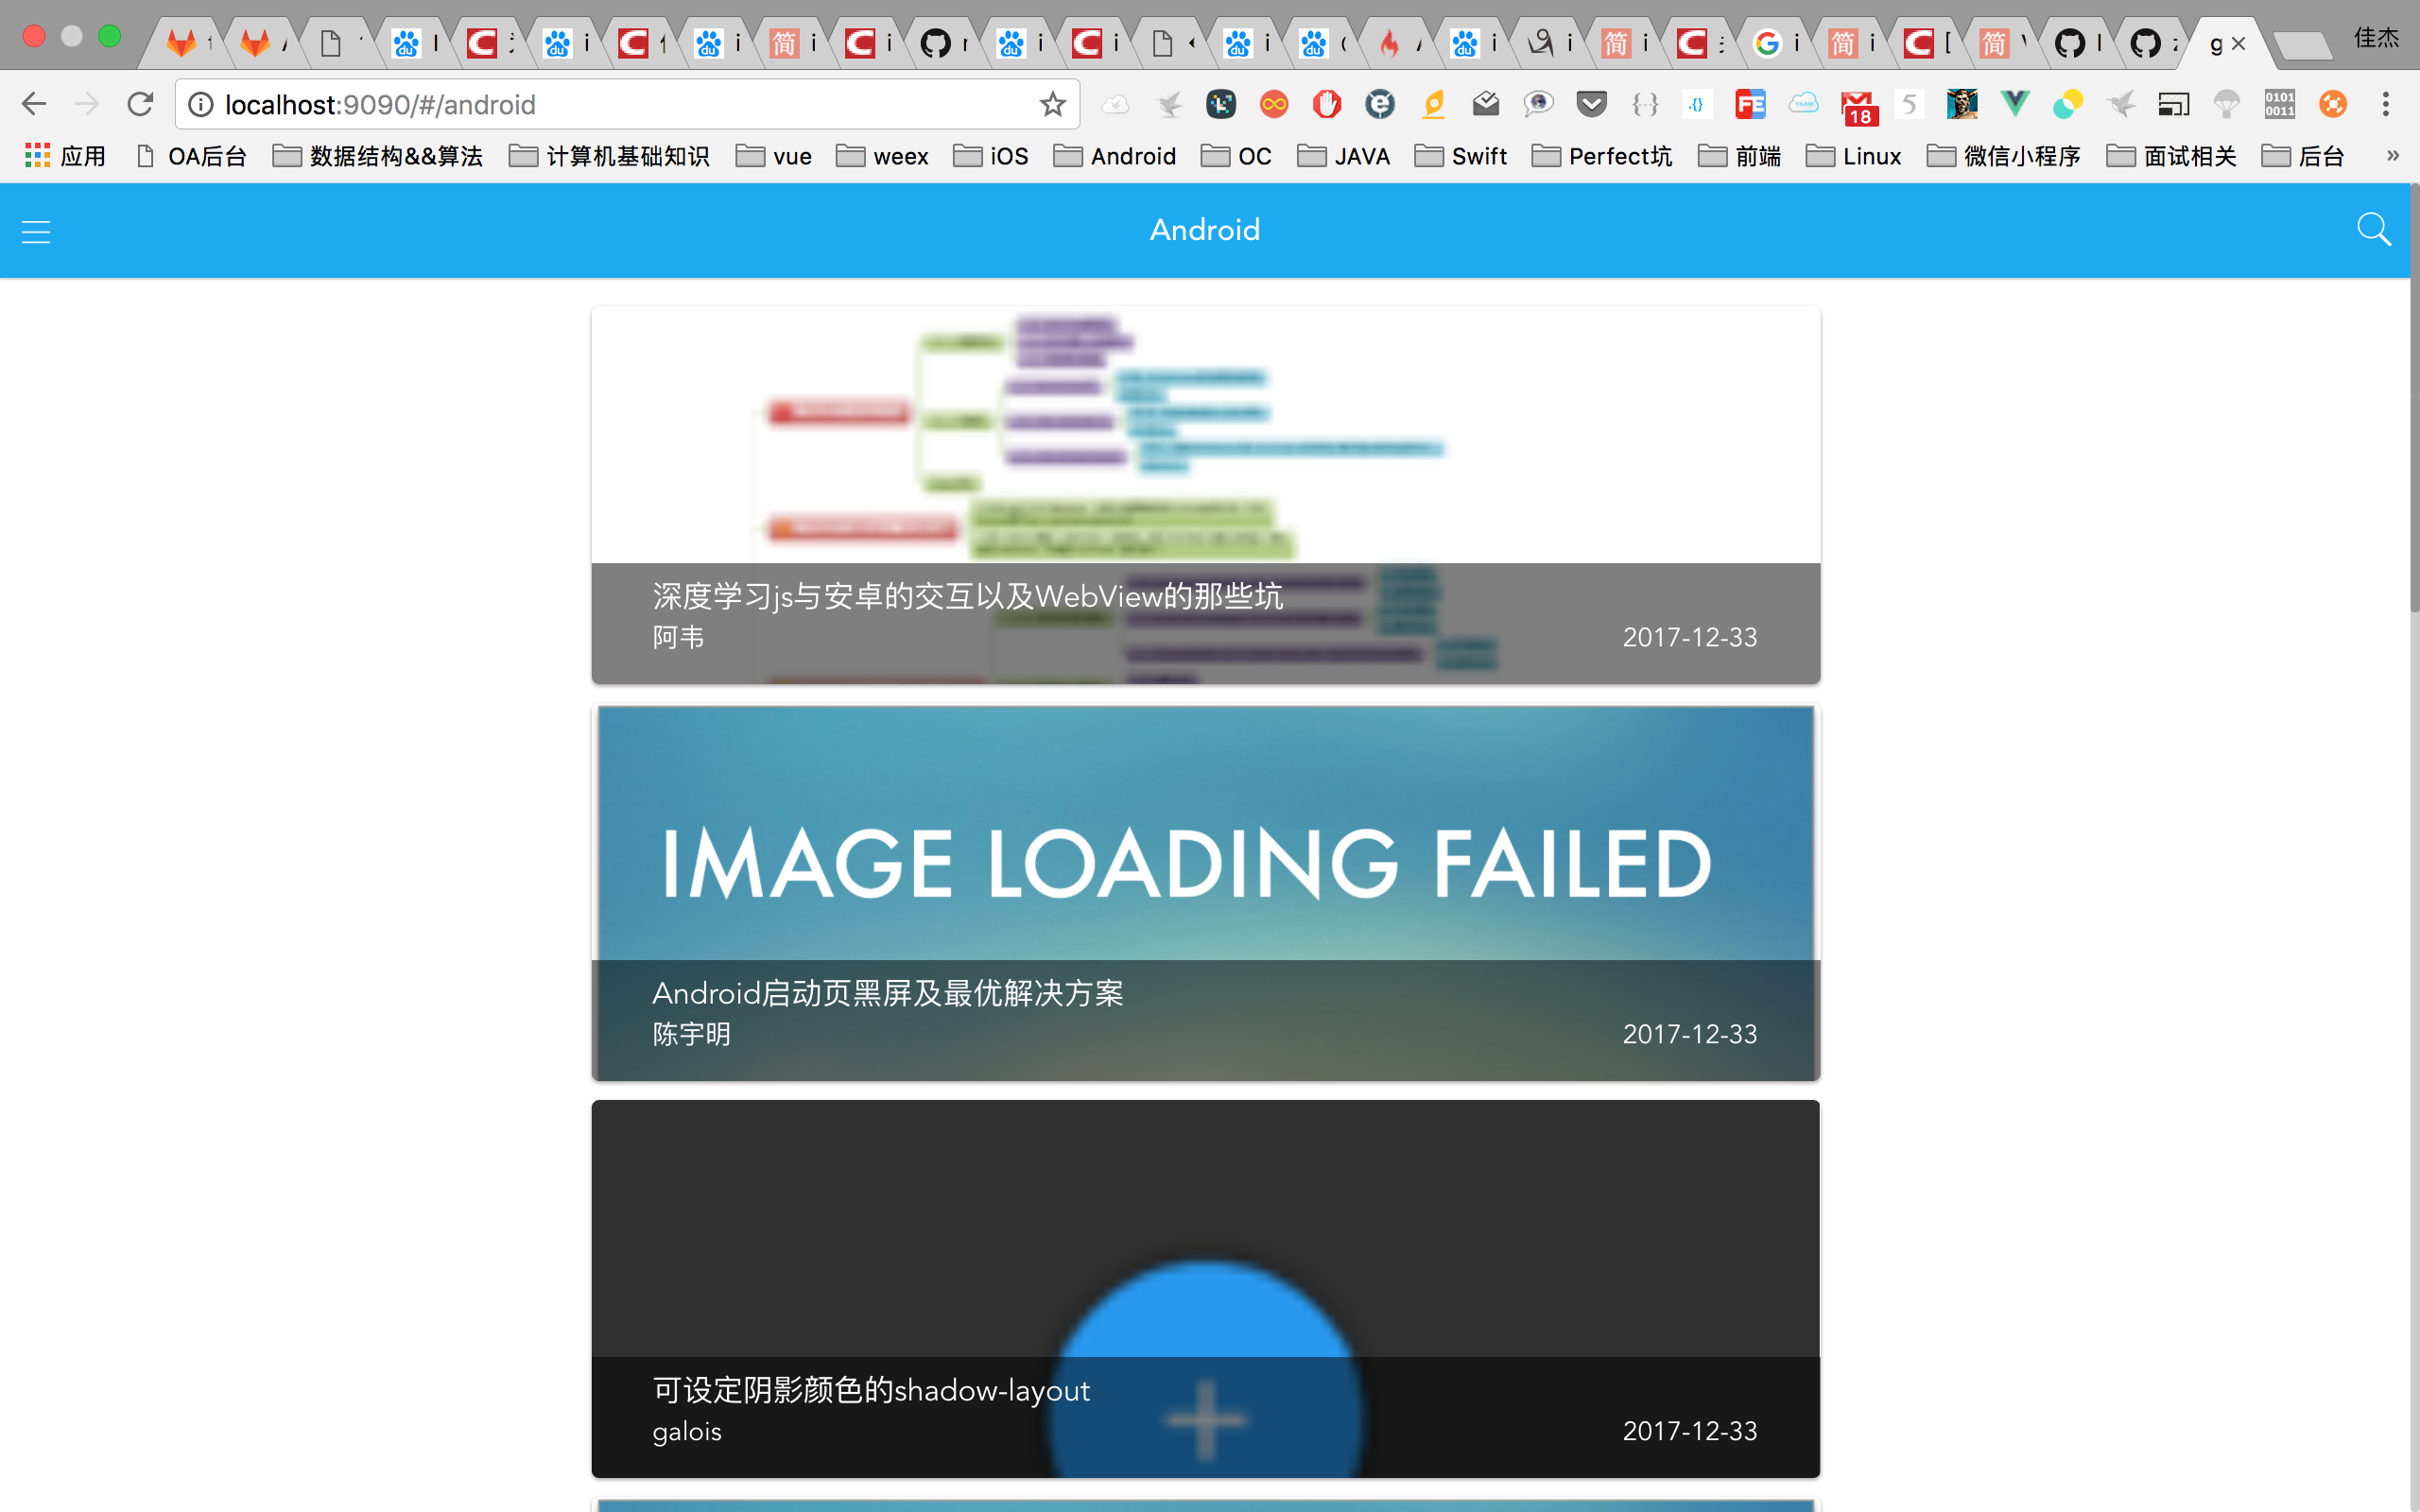 佳杰
localhost:9090/#/android
18
应用 OA后台 数据结构&&算法 计算机基础知识 vue weex iOS Android OC JAVA Swift Perfect坑 前端 Linux 微信小程序 面试相关 后台 »
Android
深度学习js与安卓的交互以及WebView的那些坑
阿韦 2017-12-33
IMAGE LOADING FAILED
Android启动页黑屏及最优解决方案
陈宇明 2017-12-33
可设定阴影颜色的shadow-layout
galois 2017-12-33